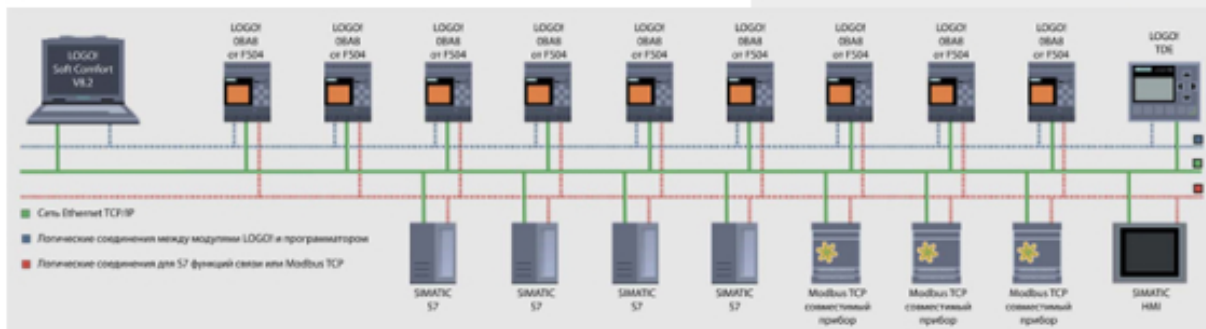 LOGO!
Soft Comfort
V8.2
LOGO!
0BA8
от FS04
LOGO!
0BA8
от FS04
LOGO!
0BA8
от FS04
LOGO!
0BA8
от FS04
LOGO!
0BA8
от FS04
LOGO!
0BA8
от FS04
LOGO!
0BA8
от FS04
LOGO!
0BA8
от FS04
LOGO!
0BA8
от FS04
LOGO!
TDE
Сеть Ethernet TCP/IP
Логические соединения между модулями LOGO! и программатором
Логические соединения для S7 функций связи или Modbus TCP
SIMATIC
S7
SIMATIC
S7
SIMATIC
S7
SIMATIC
S7
Modbus TCP
совместимый
прибор
Modbus TCP
совместимый
прибор
Modbus TCP
совместимый
прибор
SIMATIC
HMI